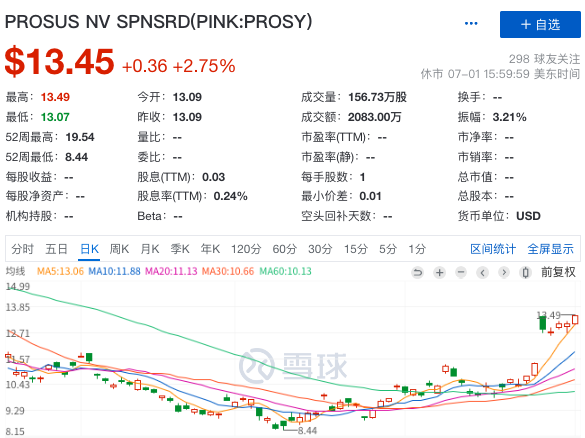 PROSUS NV SPNSRD(PINK:PROSY)
••• + 自选
$13.45 +0.36 +2.75%
298 球友关注
休市 07-01 15:59:59 美东时间
最高： 13.49 今开： 13.09 成交量： 156.73万股 换手： --
最低： 13.07 昨收： 13.09 成交额： 2083.00万 振幅： 3.21%
52周最高： 19.54 量比： -- 市盈率(TTM)： -- 市净率： --
52周最低： 8.44 委比： -- 市盈率(静)： -- 市销率： --
每股收益： -- 股息(TTM)： 0.03 每手股数： 1 总市值： --
每股净资产： -- 股息率(TTM)： 0.24% 最小价差： 0.01 总股本： --
机构持股： -- Beta： -- 空头回补天数： -- 货币单位： USD
分时 五日 日K 周K 月K 季K 年K 120分 60分 30分 15分 5分 1分 区间统计 全屏显示
均线 MA5:13.06 MA10:11.88 MA20:11.13 MA30:10.66 MA60:10.13 前复权
14.99
13.49
13.85
12.71
11.57
雪球
10.43
9.29
8.44
8.15